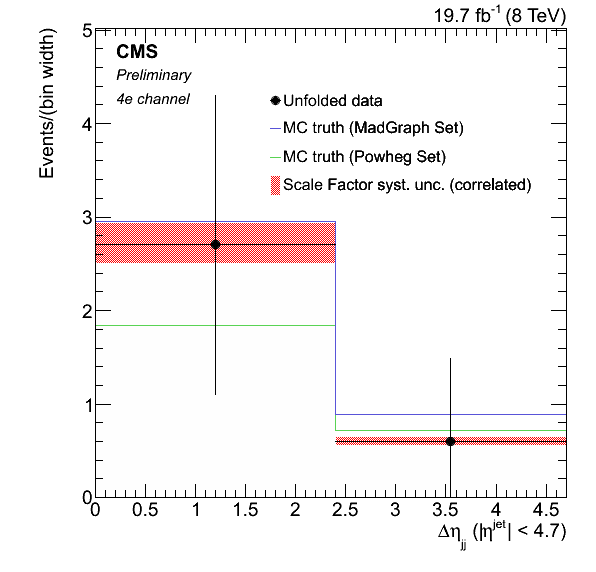 19.7 fb⁻¹ (8 TeV)
CMS
Preliminary
4e channel
Unfolded data
MC truth (MadGraph Set)
MC truth (Powheg Set)
Scale Factor syst. unc. (correlated)
Events/(bin width)
5
4
3
2
1
0
0 0.5 1 1.5 2 2.5 3 3.5 4 4.5
Δη_jj (|η^jet| < 4.7)